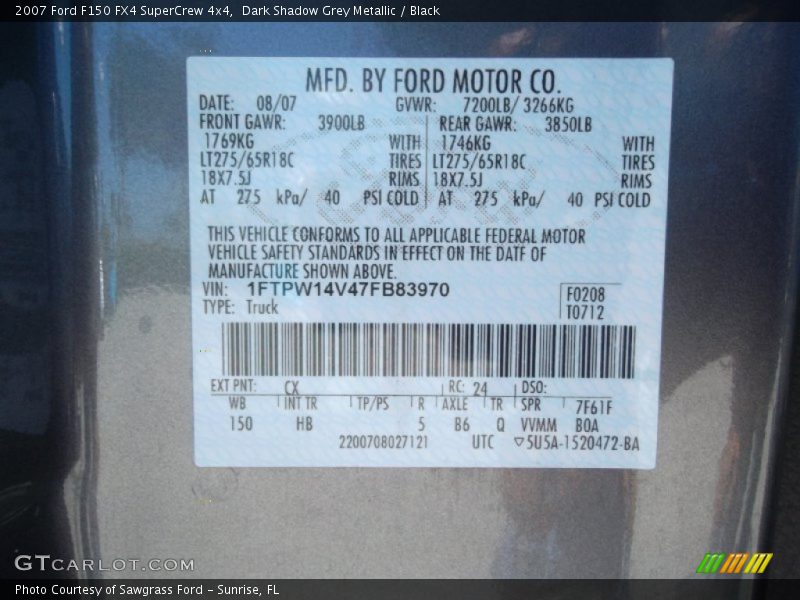 2007 Ford F150 FX4 SuperCrew 4x4,  Dark Shadow Grey Metallic / Black
MFD. BY FORD MOTOR CO.
DATE: 08/07 GVWR: 7200LB/ 3266KG
FRONT GAWR: 3900LB REAR GAWR: 3850LB
1769KG WITH 1746KG WITH
LT275/65R18C TIRES LT275/65R18C TIRES
18X7.5J RIMS 18X7.5J RIMS
AT 275 kPa/ 40 PSI COLD AT 275 kPa/ 40 PSI COLD
THIS VEHICLE CONFORMS TO ALL APPLICABLE FEDERAL MOTOR
VEHICLE SAFETY STANDARDS IN EFFECT ON THE DATE OF
MANUFACTURE SHOWN ABOVE.
VIN: 1FTPW14V47FB83970 F0208
TYPE: Truck T0712
EXT PNT: CX RC: 24 DSO:
WB INT TR TP/PS R AXLE TR SPR 7F61F
150 HB 5 B6 Q VVMM BOA
2200708027121 UTC ▽5U5A-1520472-BA
GTCARLOT.COM
Photo Courtesy of Sawgrass Ford - Sunrise, FL